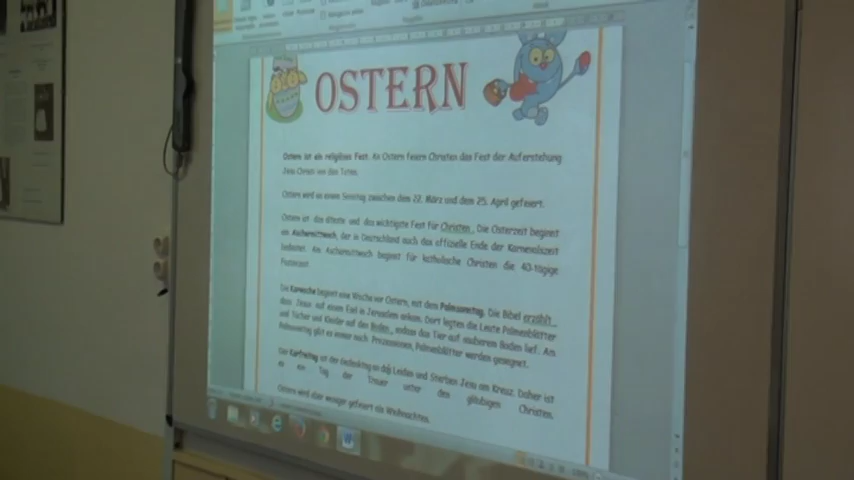 OSTERN
Ostern ist ein religiöses Fest. An Ostern feiern Christen das Fest der Auferstehung
Jesu Christi von den Toten.
Ostern wird an einem Sonntag zwischen dem 22. März und dem 25. April gefeiert.
Ostern ist das älteste und das wichtigste Fest für Christen. Die Osterzeit beginnt
am Aschermittwoch, der in Deutschland auch das offizielle Ende der Karnevalszeit
bedeutet. Am Aschermittwoch beginnt für katholische Christen die 40-tägige
Fastenzeit.
Die Karwoche beginnt eine Woche vor Ostern, mit dem Palmsonntag. Die Bibel erzählt,
dass Jesus auf einem Esel in Jerusalem ankam. Dort legten die Leute Palmenblätter
und Tücher und Kleider auf den Boden, sodass das Tier auf sauberem Boden lief. Am
Palmsonntag gibt es immer noch Prozessionen, Palmenblätter werden gesegnet.
Der Karfreitag ist der Gedenktag an das Leiden und Sterben Jesu am Kreuz. Daher ist
es ein Tag der Trauer unter den gläubigen Christen.
Ostern wird aber weniger gefeiert als Weihnachten.